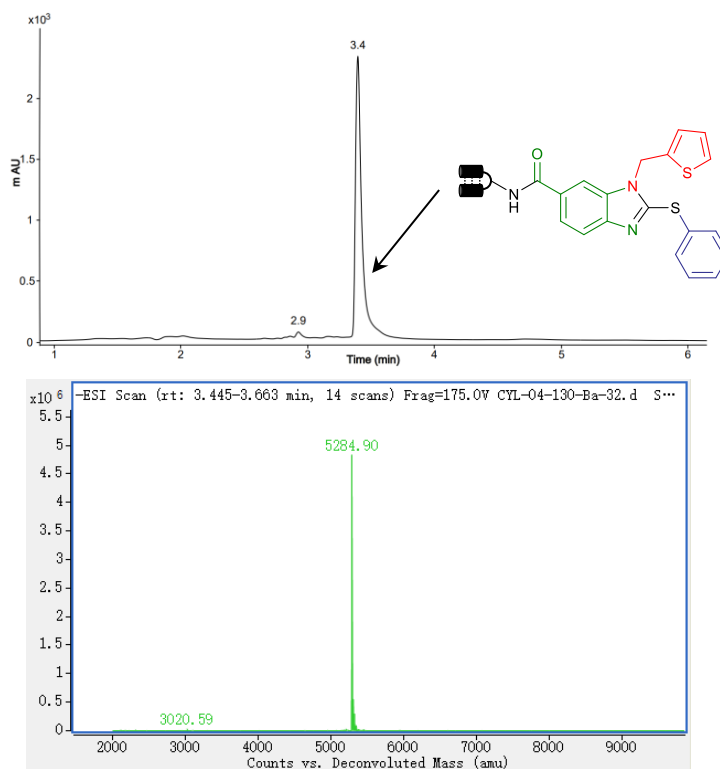 x10³
3.4
2
1.5
m AU
1
0.5
2.9
0
1 2 3 4 5 6
Time (min)
O
N
H
N
N
S
S
x10 6
-ESI Scan (rt: 3.445-3.663 min, 14 scans) Frag=175.0V CYL-04-130-Ba-32.d S…
5.5
5284.90
5
4.5
4
3.5
3
2.5
2
1.5
1
0.5
3020.59
0
2000 3000 4000 5000 6000 7000 8000 9000
Counts vs. Deconvoluted Mass (amu)